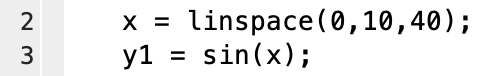 2 x = linspace(0,10,40);
3 y1 = sin(x);